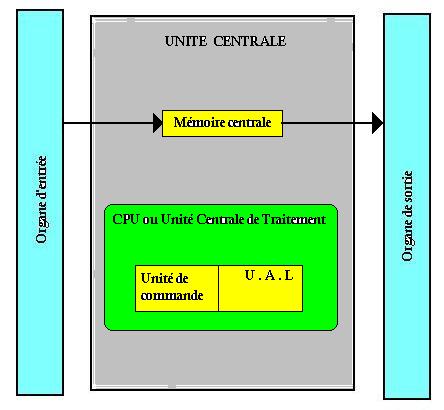 UNITE CENTRALE
Organe d'entrée
Mémoire centrale
Organe de sortie
CPU ou Unité Centrale de Traitement
Unité de
commande
U . A . L